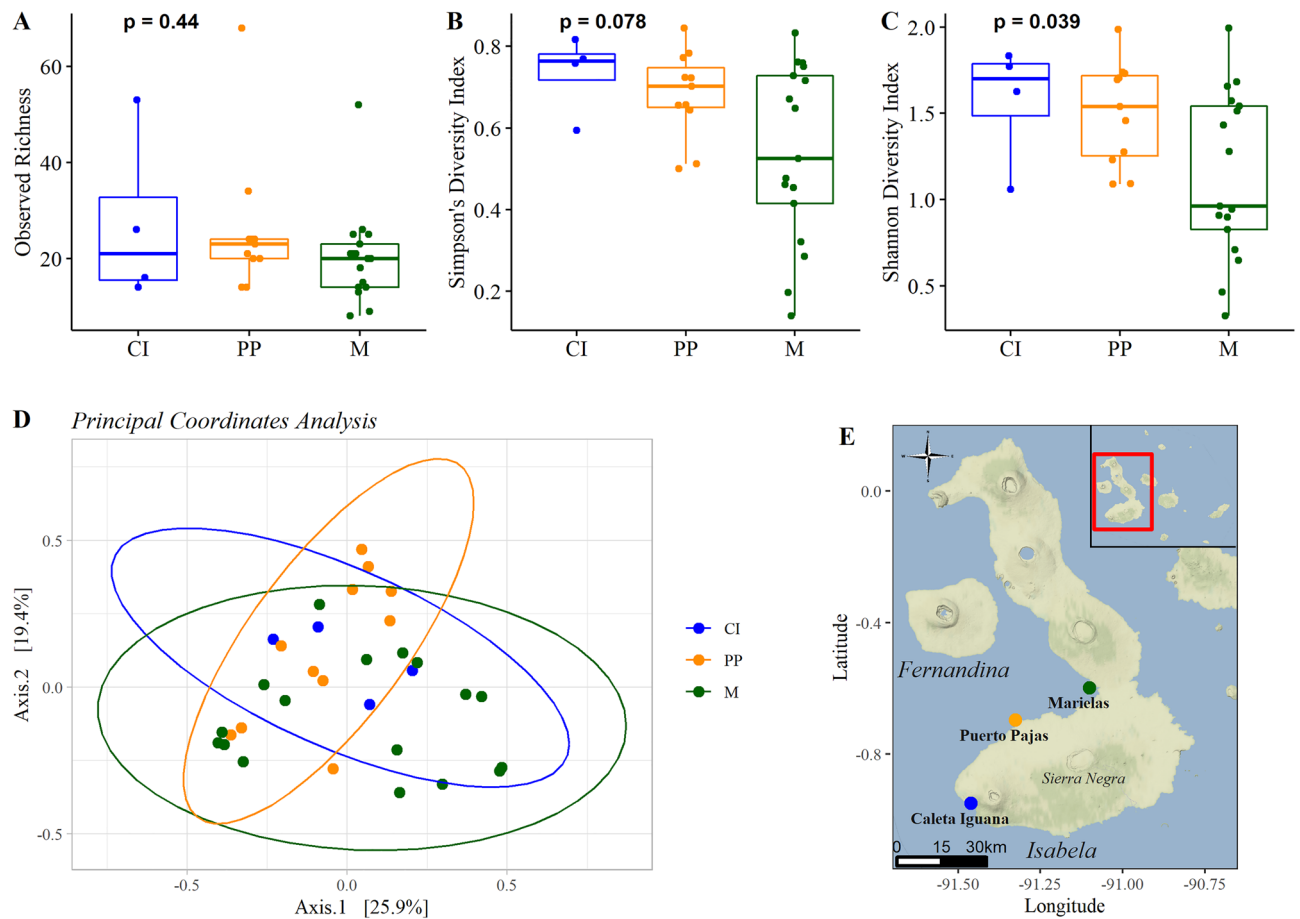 A
p = 0.44
Observed Richness
60
40
20
CI PP M
B
p = 0.078
Simpson's Diversity Index
0.8
0.6
0.4
0.2
CI PP M
C
p = 0.039
Shannon Diversity Index
2.0
1.5
1.0
0.5
CI PP M
D
Principal Coordinates Analysis
Axis.2 [19.4%]
0.5
0.0
-0.5
-0.5 0.0 0.5
Axis.1 [25.9%]
CI
PP
M
E
N
W E
S
Latitude
0.0
-0.4
-0.8
Fernandina
Marielas
Puerto Pajas
Sierra Negra
Caleta Iguana
0 15 30km
Isabela
-91.50 -91.25 -91.00 -90.75
Longitude